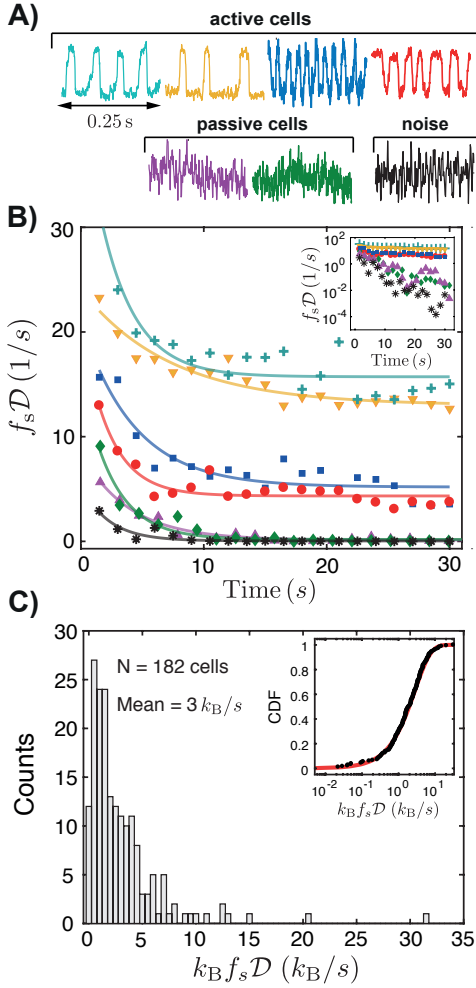 A)
active cells
0.25 s
passive cells
noise
B)
30
20
10
0
f_s𝒟 (1/s)
0
10
20
30
Time (s)
10^2
10^0
10^-2
10^-4
f_s𝒟 (1/s)
0
10
20
30
Time (s)
C)
30
25
20
15
10
5
0
Counts
N = 182 cells
Mean = 3 k_B/s
0
5
10
15
20
25
30
35
k_B f_s𝒟 (k_B/s)
1
0.8
0.6
0.4
0.2
0
CDF
10^-2
10^-1
10^0
10^1
k_B f_s𝒟 (k_B/s)